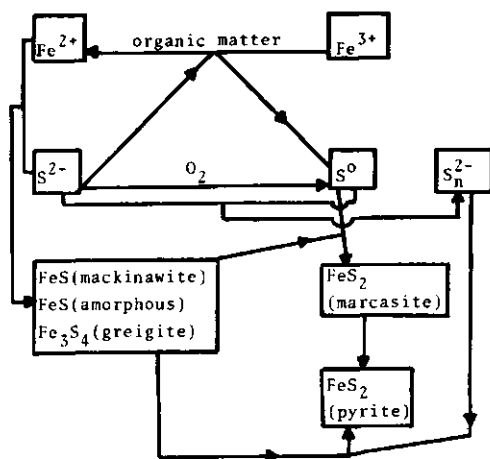 Fe2+
organic matter
Fe3+
S2-
O2
So
Sn2-
FeS(mackinawite)
FeS(amorphous)
Fe3S4(greigite)
FeS2
(marcasite)
FeS2
(pyrite)